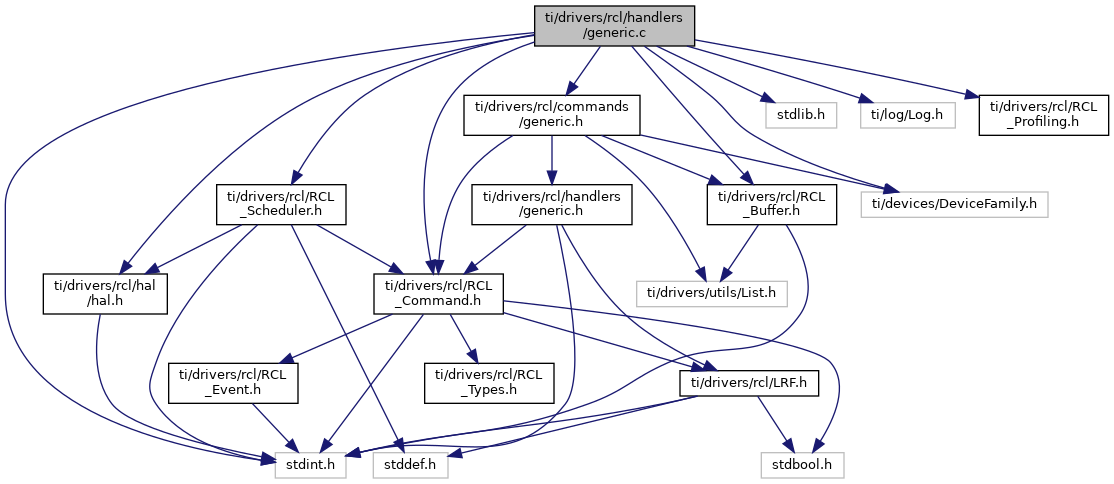 ti/drivers/rcl/handlers
/generic.c
ti/drivers/rcl/commands
/generic.h
stdlib.h
ti/log/Log.h
ti/drivers/rcl/RCL
_Profiling.h
ti/drivers/rcl/RCL
_Scheduler.h
ti/drivers/rcl/handlers
/generic.h
ti/drivers/rcl/RCL
_Buffer.h
ti/devices/DeviceFamily.h
ti/drivers/rcl/hal
/hal.h
ti/drivers/rcl/RCL
_Command.h
ti/drivers/utils/List.h
ti/drivers/rcl/RCL
_Event.h
ti/drivers/rcl/RCL
_Types.h
ti/drivers/rcl/LRF.h
stdint.h
stddef.h
stdbool.h